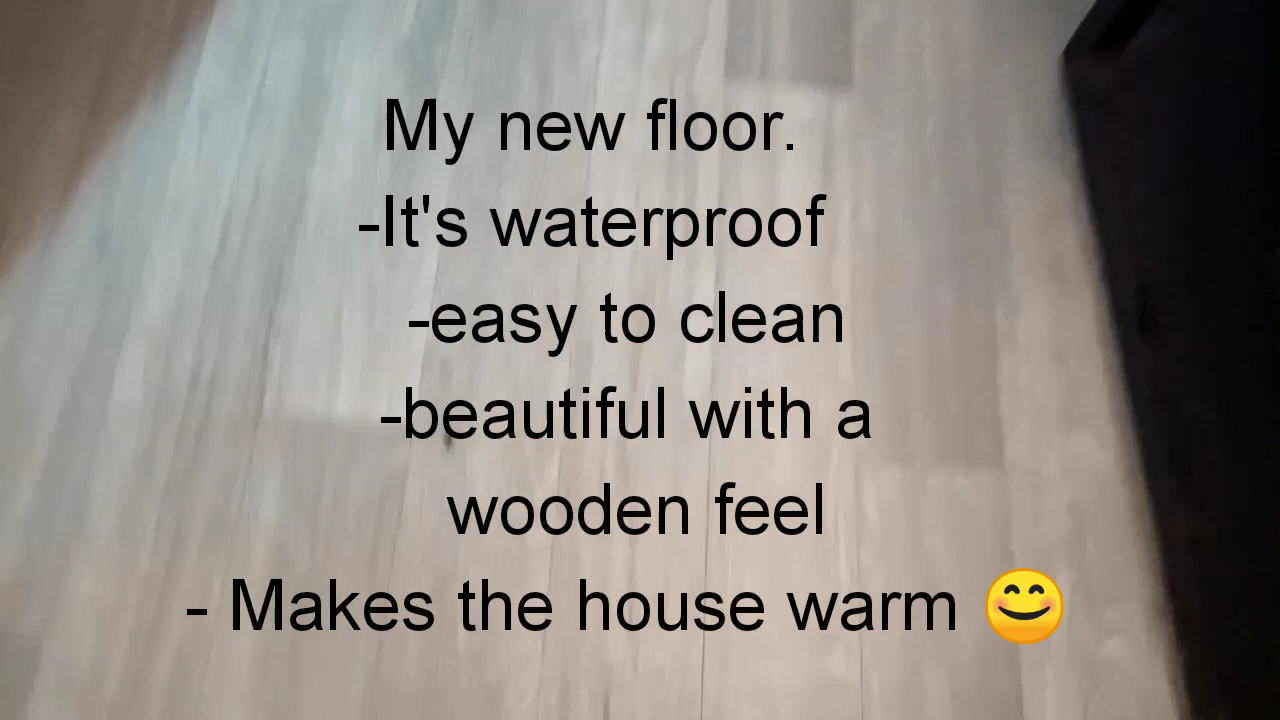 My new floor.
-It's waterproof
-easy to clean
-beautiful with a
wooden feel
- Makes the house warm 😊